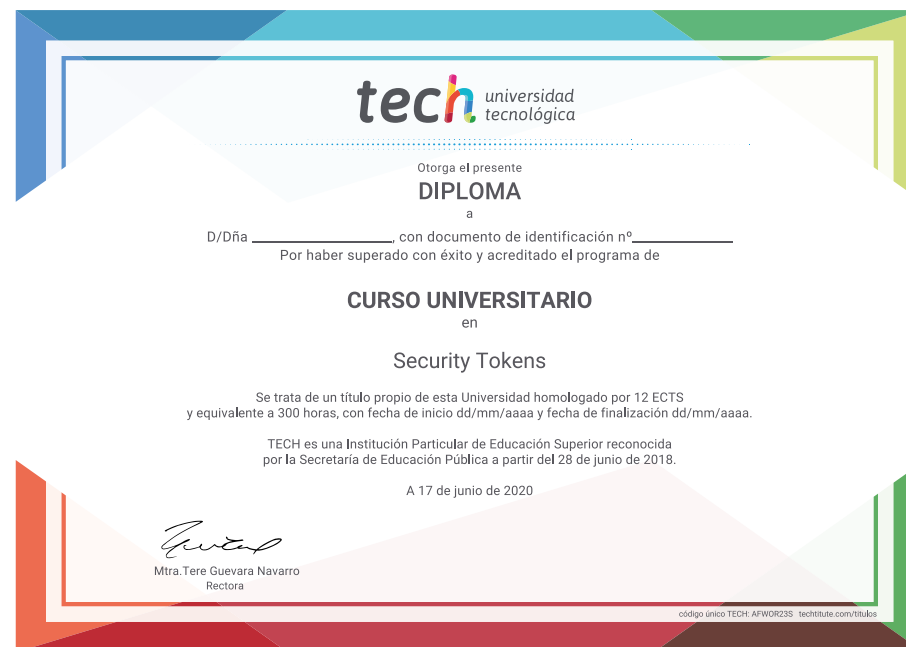 tech universidad
tecnológica
Otorga el presente
DIPLOMA
a
D/Dña ____________________, con documento de identificación nº______________
Por haber superado con éxito y acreditado el programa de
CURSO UNIVERSITARIO
en
Security Tokens
Se trata de un título propio de esta Universidad homologado por 12 ECTS
y equivalente a 300 horas, con fecha de inicio dd/mm/aaaa y fecha de finalización dd/mm/aaaa.
TECH es una Institución Particular de Educación Superior reconocida
por la Secretaría de Educación Pública a partir del 28 de junio de 2018.
A 17 de junio de 2020
Mtra.Tere Guevara Navarro
Rectora
código único TECH: AFWOR23S techtitute.com/titulos